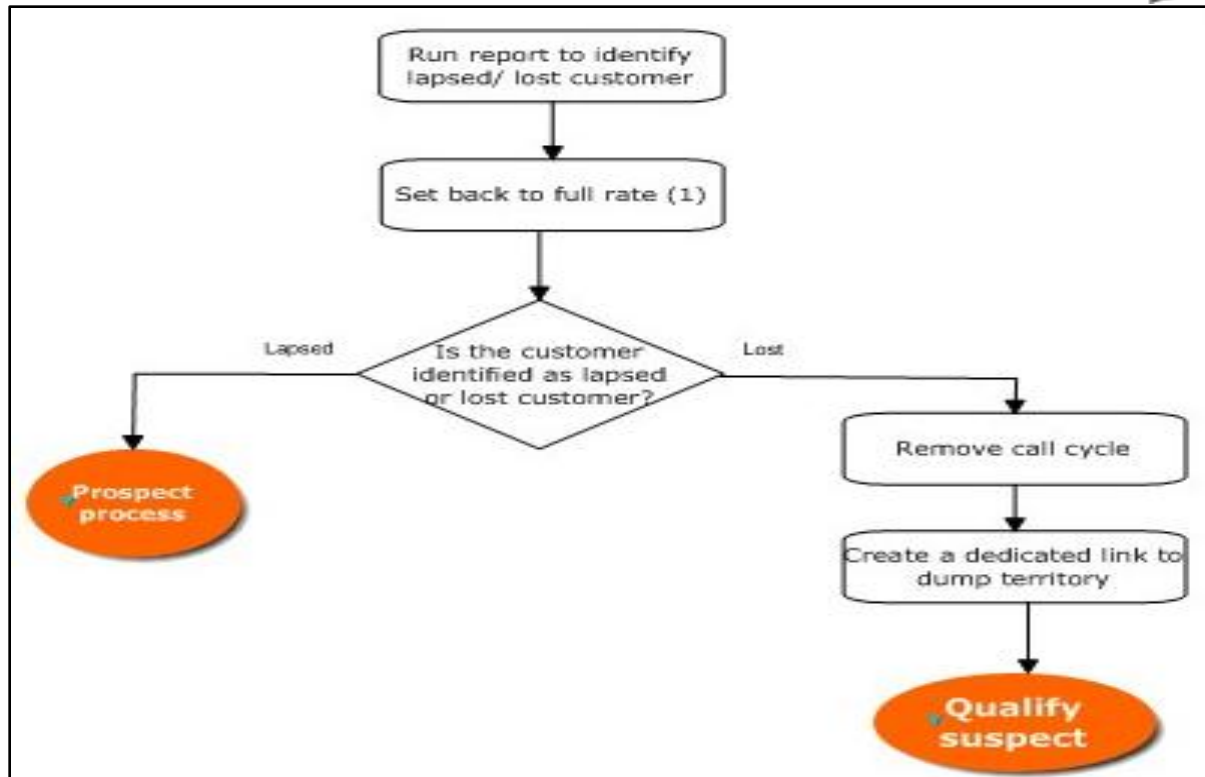 Run report to identify
lapsed/ lost customer
Set back to full rate (1)
Lapsed
Is the customer
identified as lapsed
or lost customer?
Lost
Prospect
process
Remove call cycle
Create a dedicated link to
dump territory
Qualify
suspect